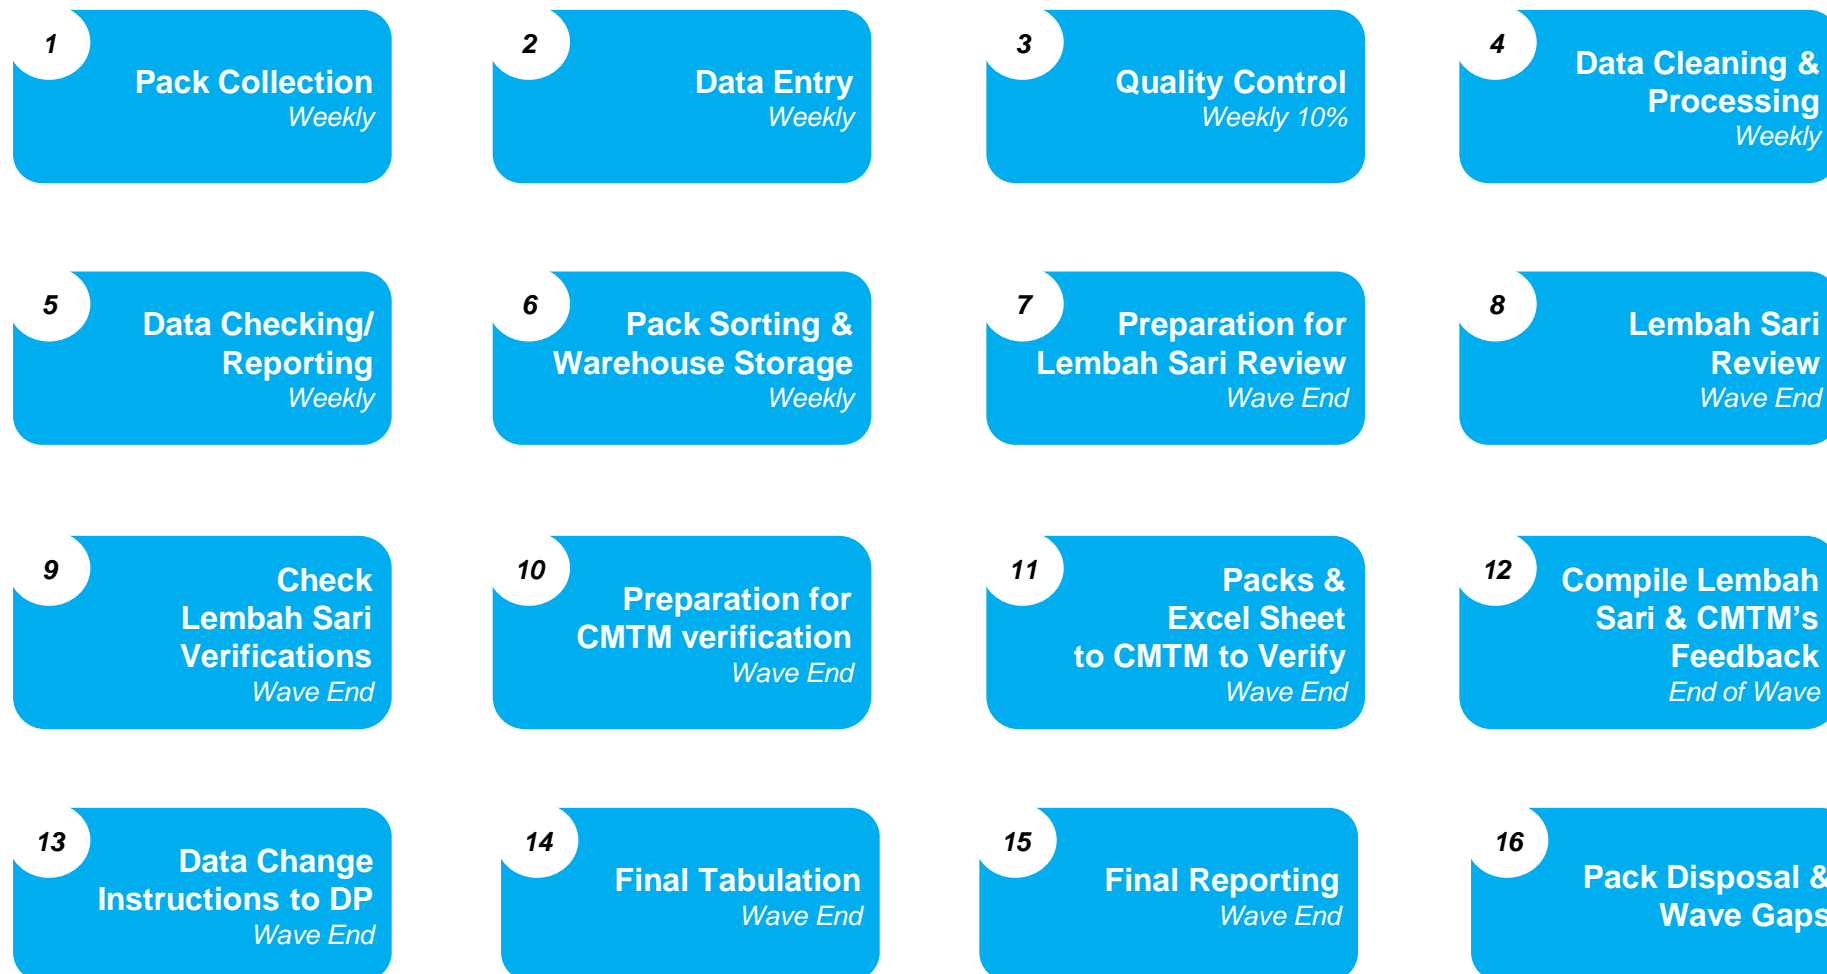 1
Pack Collection
Weekly
2
Data Entry
Weekly
3
Quality Control
Weekly 10%
4
Data Cleaning &
Processing
Weekly
5
Data Checking/
Reporting
Weekly
6
Pack Sorting &
Warehouse Storage
Weekly
7
Preparation for
Lembah Sari Review
Wave End
8
Lembah Sari
Review
Wave End
9
Check
Lembah Sari
Verifications
Wave End
10
Preparation for
CMTM verification
Wave End
11
Packs &
Excel Sheet
to CMTM to Verify
Wave End
12
Compile Lembah
Sari & CMTM’s
Feedback
End of Wave
13
Data Change
Instructions to DP
Wave End
14
Final Tabulation
Wave End
15
Final Reporting
Wave End
16
Pack Disposal &
Wave Gaps